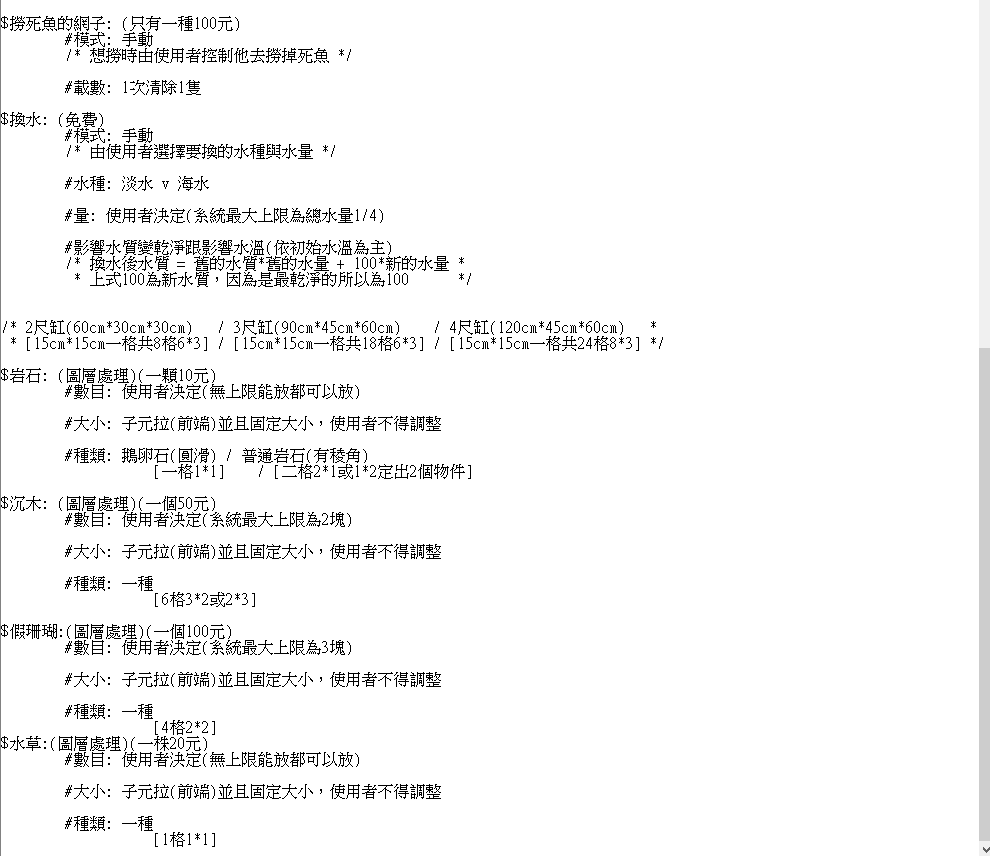 $撈死魚的網子: (只有一種100元)
#模式: 手動
/* 想撈時由使用者控制他去撈掉死魚 */
#載數: 1次清除1隻
$換水: (免費)
#模式: 手動
/* 由使用者選擇要換的水種與水量 */
#水種: 淡水 v 海水
#量: 使用者決定(系統最大上限為總水量1/4)
#影響水質變乾淨跟影響水溫(依初始水溫為主)
/* 換水後水質 = 舊的水質*舊的水量 + 100*新的水量 *
* 上式100為新水質，因為是最乾淨的所以為100 */
/* 2尺缸(60cm*30cm*30cm) / 3尺缸(90cm*45cm*60cm) / 4尺缸(120cm*45cm*60cm) *
* [15cm*15cm一格共8格6*3] / [15cm*15cm一格共18格6*3] / [15cm*15cm一格共24格8*3] */
$岩石: (圖層處理)(一顆10元)
#數目: 使用者決定(無上限能放都可以放)
#大小: 子元拉(前端)並且固定大小，使用者不得調整
#種類: 鵝卵石(圓滑) / 普通岩石(有稜角)
[一格1*1] / [二格2*1或1*2定出2個物件]
$沉木: (圖層處理)(一個50元)
#數目: 使用者決定(系統最大上限為2塊)
#大小: 子元拉(前端)並且固定大小，使用者不得調整
#種類: 一種
[6格3*2或2*3]
$假珊瑚:(圖層處理)(一個100元)
#數目: 使用者決定(系統最大上限為3塊)
#大小: 子元拉(前端)並且固定大小，使用者不得調整
#種類: 一種
[4格2*2]
$水草:(圖層處理)(一株20元)
#數目: 使用者決定(無上限能放都可以放)
#大小: 子元拉(前端)並且固定大小，使用者不得調整
#種類: 一種
[1格1*1]